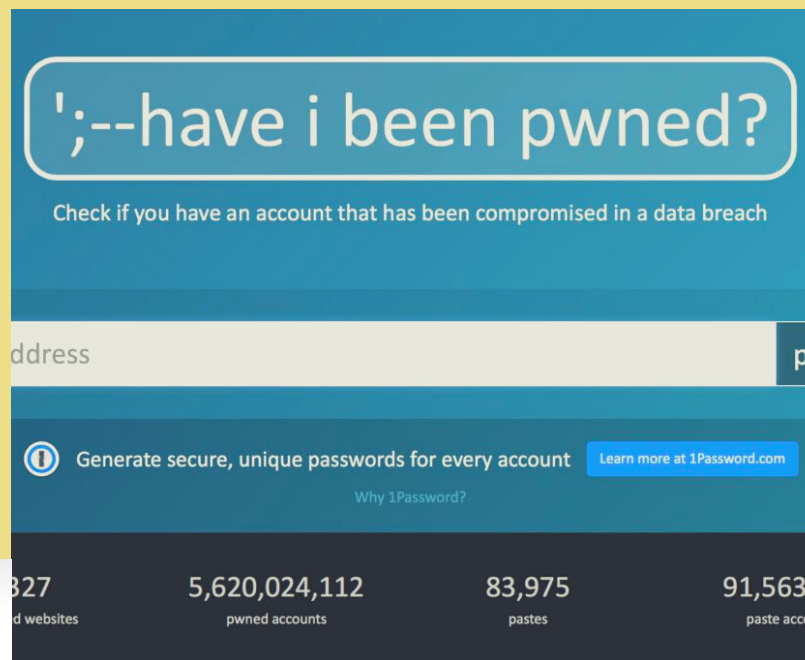 ';--have i been pwned?
Check if you have an account that has been compromised in a data breach
ddress
p
Generate secure, unique passwords for every account
Learn more at 1Password.com
Why 1Password?
327 5,620,024,112 83,975 91,563
d websites pwned accounts pastes paste acc